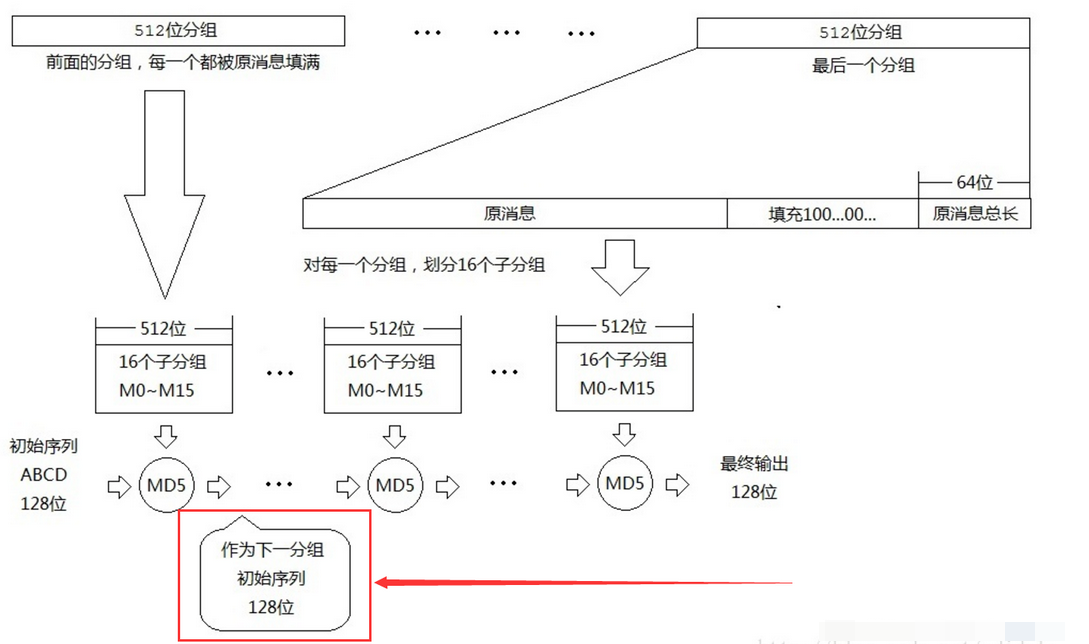 512位分组
512位分组
前面的分组，每一个都被原消息填满
最后一个分组
64位
原消息
填充100...00...
原消息总长
对每一个分组，划分16个子分组
512位
512位
512位
16个子分组
M0~M15
16个子分组
M0~M15
16个子分组
M0~M15
初始序列
ABCD
128位
MD5
MD5
MD5
最终输出
128位
作为下一分组
初始序列
128位